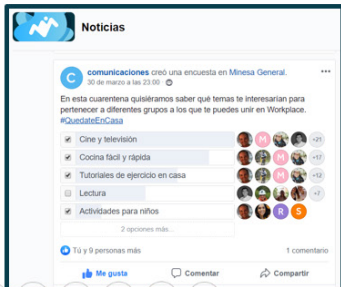 Noticias
C
comunicaciones creó una encuesta en Minesa General.
30 de marzo a las 23:00 ·
En esta cuarentena quisiéramos saber qué temas te interesarían para
pertenecer a diferentes grupos a los que te puedes unir en Workplace.
#QuedateEnCasa
Cine y televisión M +21
Cocina fácil y rápida M +17
Tutoriales de ejercicio en casa M +12
Lectura +7
Actividades para niños R S
2 opciones más...
Tú y 9 personas más 1 comentario
Me gusta Comentar Compartir